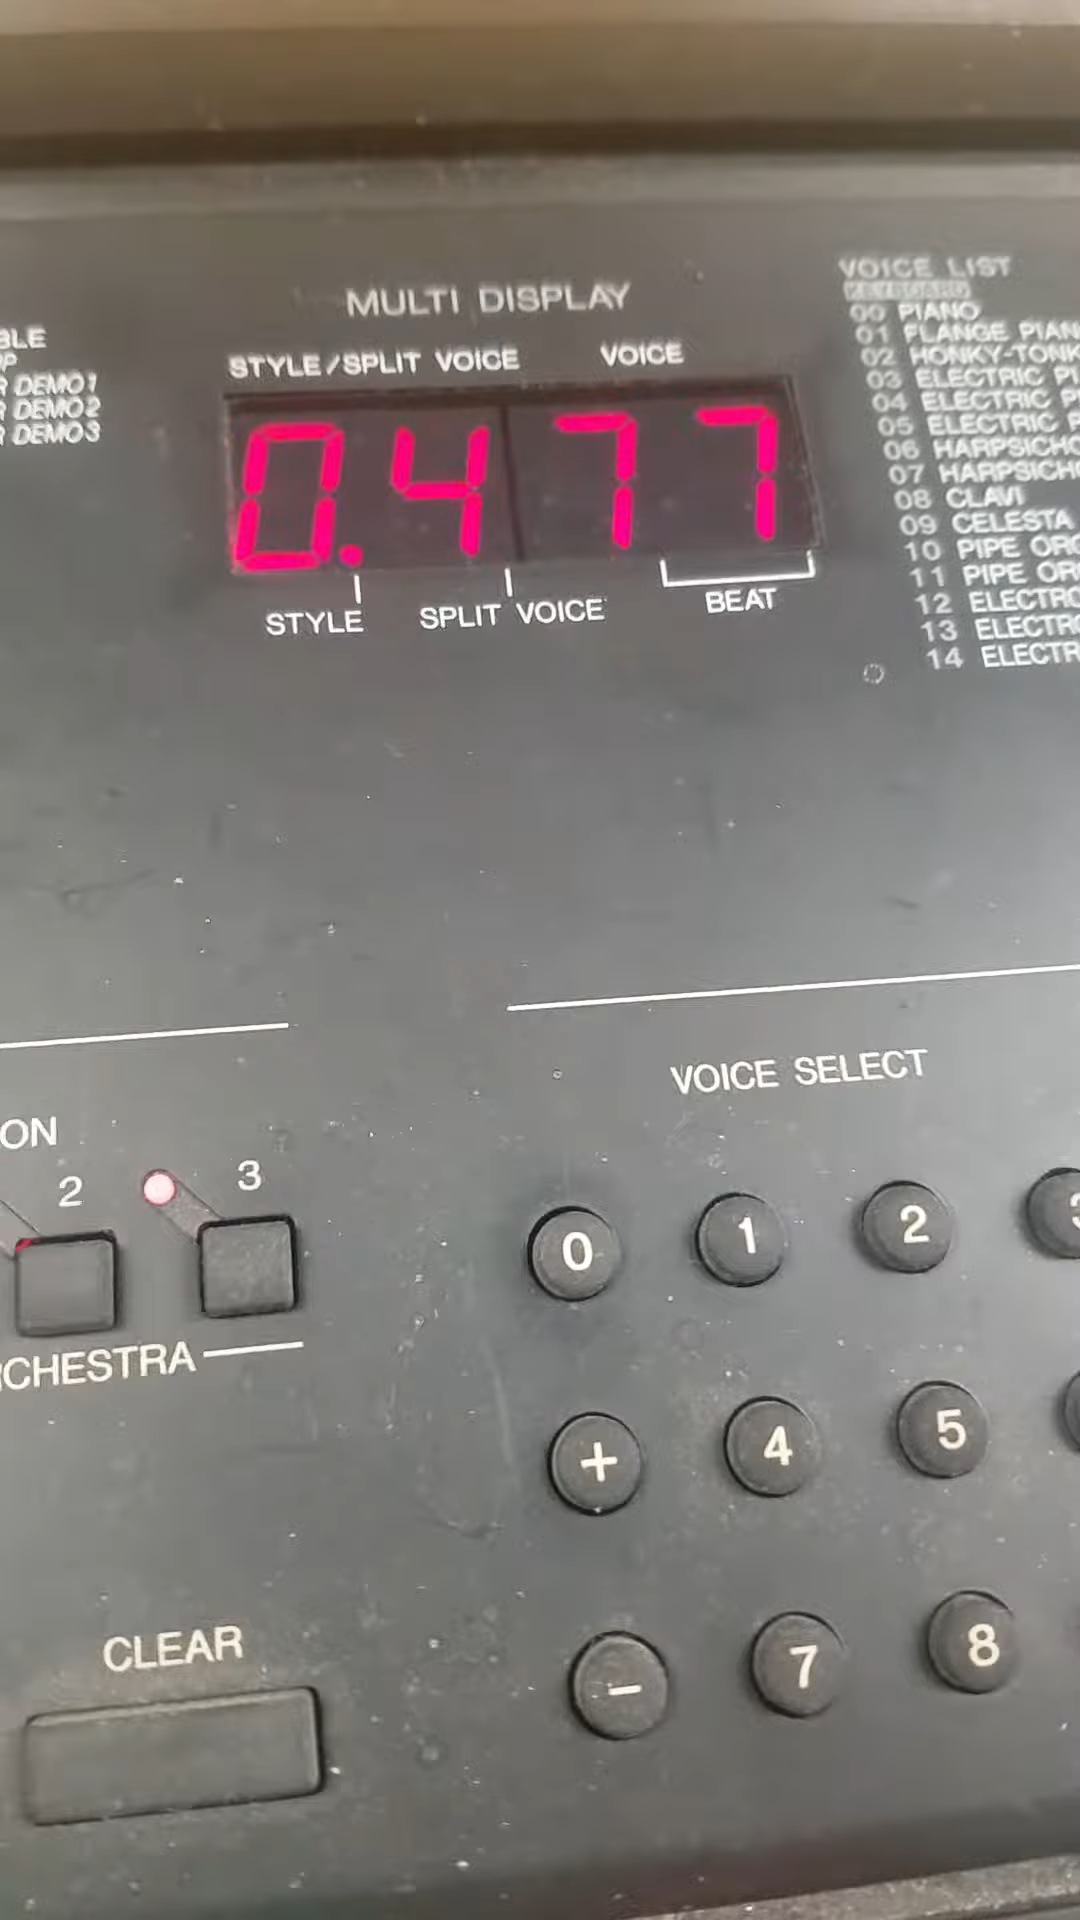 MULTI DISPLAY
STYLE/SPLIT VOICE
VOICE
0.477
STYLE
SPLIT VOICE
BEAT
BLE
P
R DEMO1
R DEMO2
R DEMO3
VOICE LIST
KEYBOARD
00 PIANO
01 FLANGE PIAN
02 HONKY-TONK
03 ELECTRIC PI
04 ELECTRIC P
05 ELECTRIC P
06 HARPSICHO
07 HARPSICH
08 CLAVI
09 CELESTA
10 PIPE ORG
11 PIPE OR
12 ELECTRO
13 ELECTRO
14 ELECTR
ON
2
3
CHESTRA
CLEAR
VOICE SELECT
0 1 2 3
+ 4 5
- 7 8